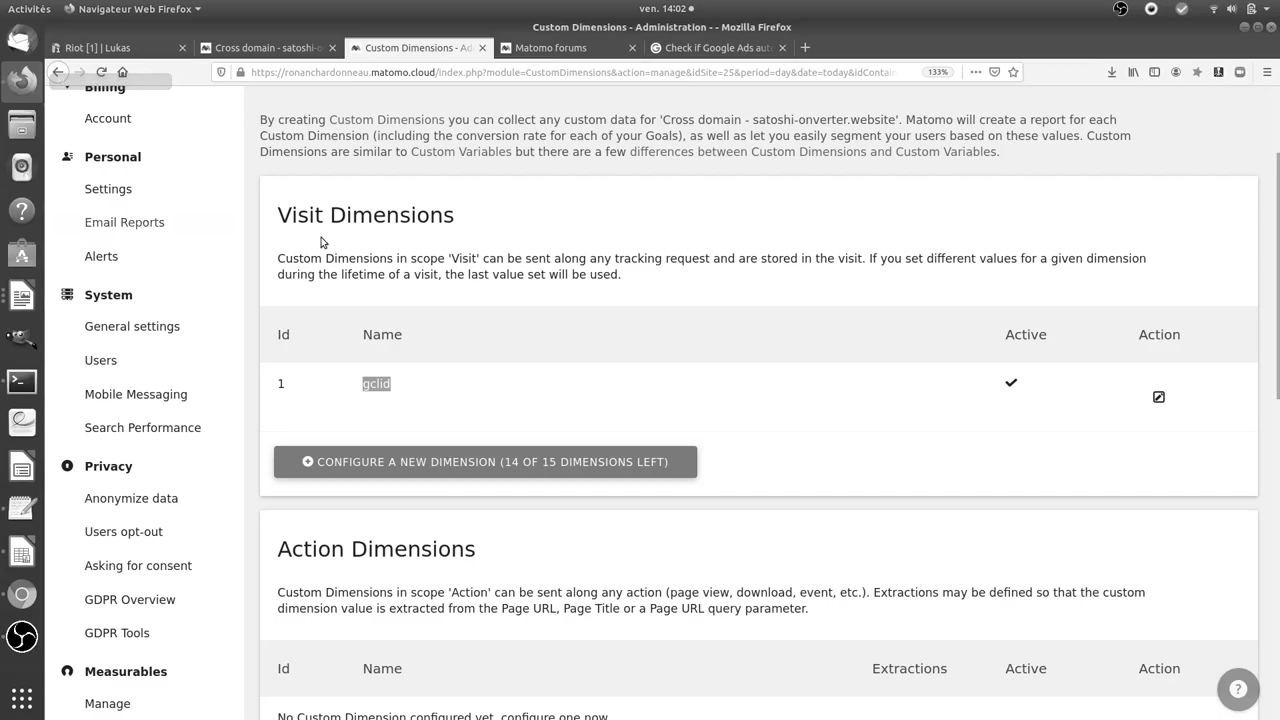 Activités
Navigateur Web Firefox
ven. 14:02
Custom Dimensions - Administration - - Mozilla Firefox
Riot [1] | Lukas
Cross domain - satoshi-o
Custom Dimensions - Ad
Matomo forums
Check if Google Ads aut
https://ronanchardonneau.matomo.cloud/index.php?module=CustomDimensions&action=manage&idSite=25&period=day&date=today&idContain
133%
Billing
Account
Personal
Settings
Email Reports
Alerts
System
General settings
Users
Mobile Messaging
Search Performance
Privacy
Anonymize data
Users opt-out
Asking for consent
GDPR Overview
GDPR Tools
Measurables
Manage
By creating Custom Dimensions you can collect any custom data for 'Cross domain - satoshi-onverter.website'. Matomo will create a report for each
Custom Dimension (including the conversion rate for each of your Goals), as well as let you easily segment your users based on these values. Custom
Dimensions are similar to Custom Variables but there are a few differences between Custom Dimensions and Custom Variables.
Visit Dimensions
Custom Dimensions in scope 'Visit' can be sent along any tracking request and are stored in the visit. If you set different values for a given dimension
during the lifetime of a visit, the last value set will be used.
Id Name Active Action
1 gclid
CONFIGURE A NEW DIMENSION (14 OF 15 DIMENSIONS LEFT)
Action Dimensions
Custom Dimensions in scope 'Action' can be sent along any action (page view, download, event, etc.). Extractions may be defined so that the custom
dimension value is extracted from the Page URL, Page Title or a Page URL query parameter.
Id Name Extractions Active Action
No Custom Dimension configured yet, configure one now